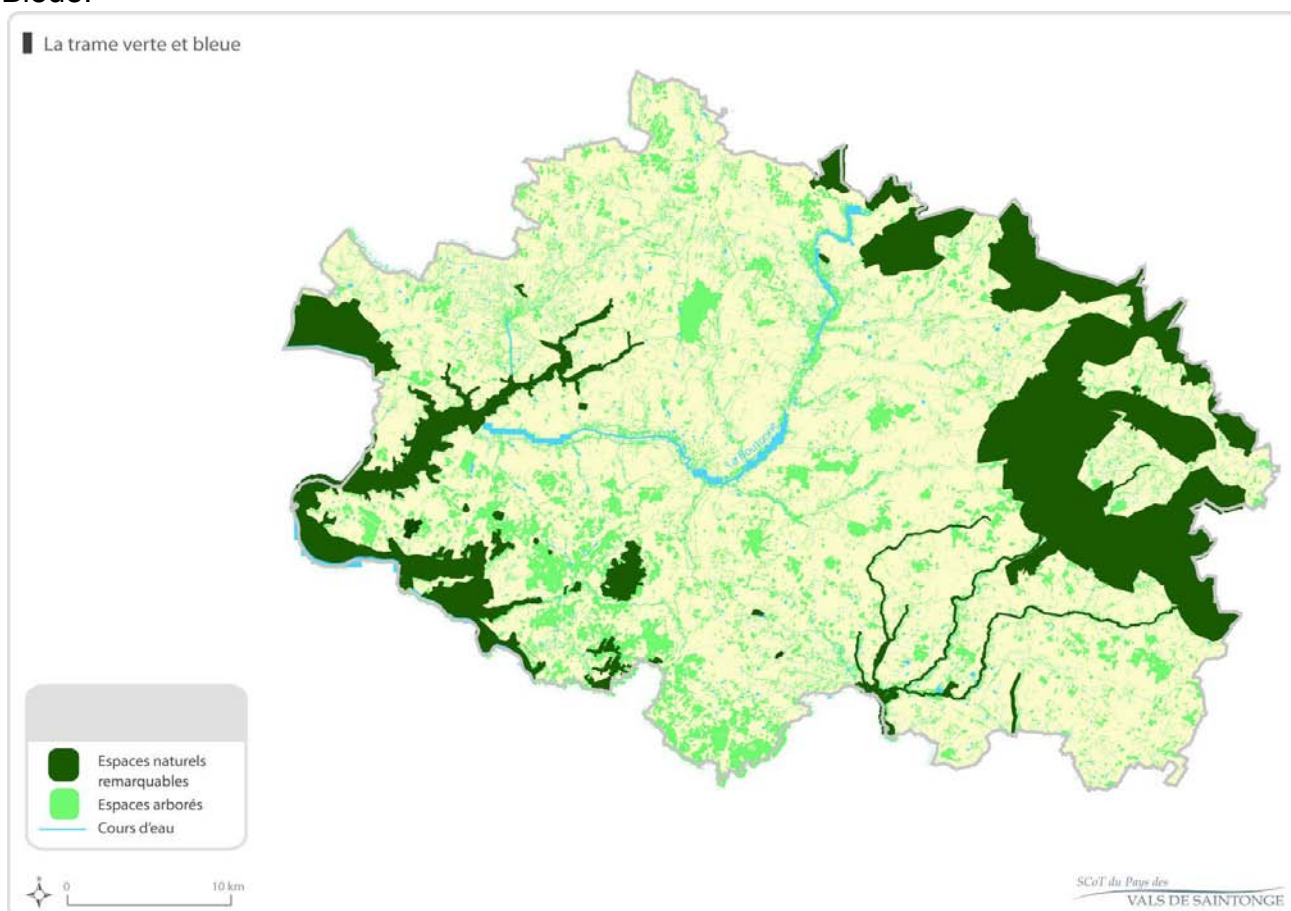 Bleue.
La trame verte et bleue
La Boutonne
Espaces naturels
remarquables
Espaces arborés
Cours d'eau
0 10 km
SCoT du Pays des
VALS DE SAINTONGE